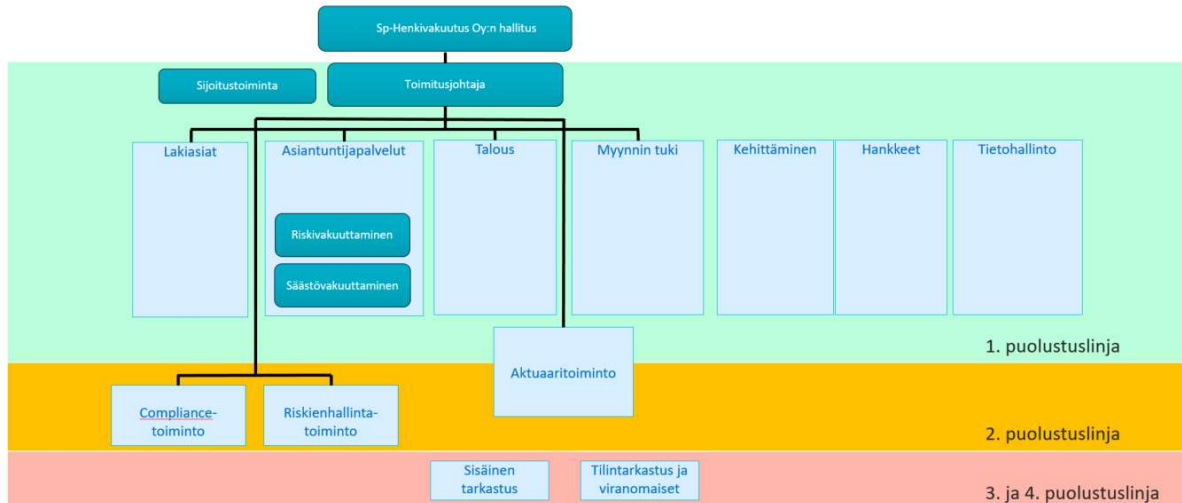 Sp-Henkivakuutus Oy:n hallitus
Sijoitustoiminta
Toimitusjohtaja
Lakiasiat
Asiantuntijapalvelut
Talous
Myynnin tuki
Kehittäminen
Hankkeet
Tietohallinto
Riskivakuuttaminen
Säästövakuuttaminen
1. puolustuslinja
Aktuaaritoiminto
Compliance-
toiminto
Riskienhallinta-
toiminto
2. puolustuslinja
Sisäinen
tarkastus
Tilintarkastus ja
viranomaiset
3. ja 4. puolustuslinja